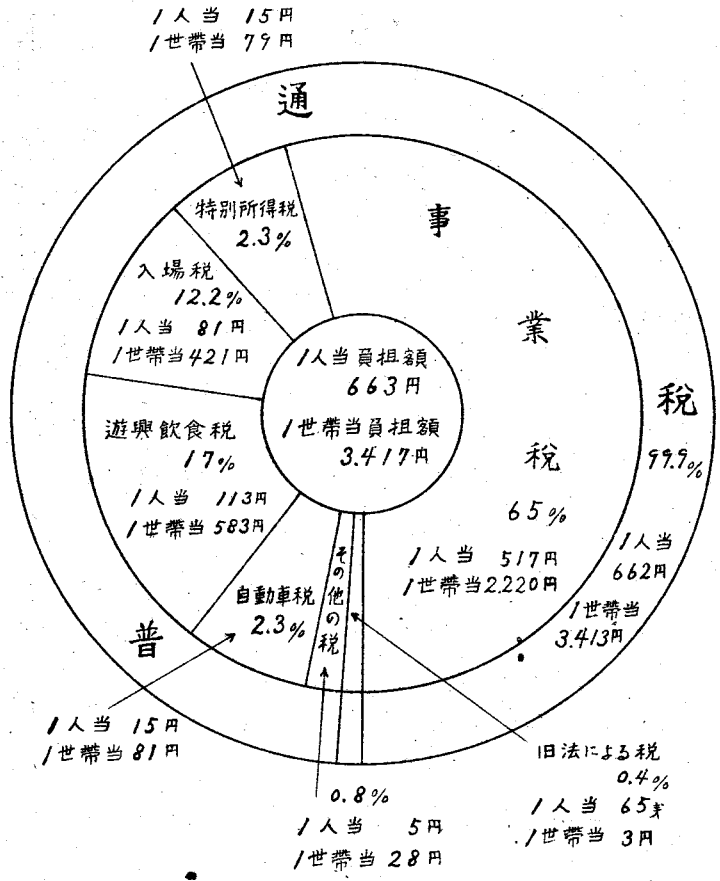 1人当 15円
1世帯当 79円
普通税
99.9%
1人当
662円
1世帯当
3.413円
特別所得税
2.3%
事業税
65%
1人当 517円
1世帯当2.220円
入場税
12.2%
1人当 81円
1世帯当421円
1人当負担額
663円
1世帯当負担額
3.417円
遊興飲食税
17%
1人当 113円
1世帯当583円
自動車税
2.3%
1人当 15円
1世帯当 81円
その他の税
0.8%
1人当 5円
1世帯当 28円
旧法による税
0.4%
1人当 65
1世帯当 3円